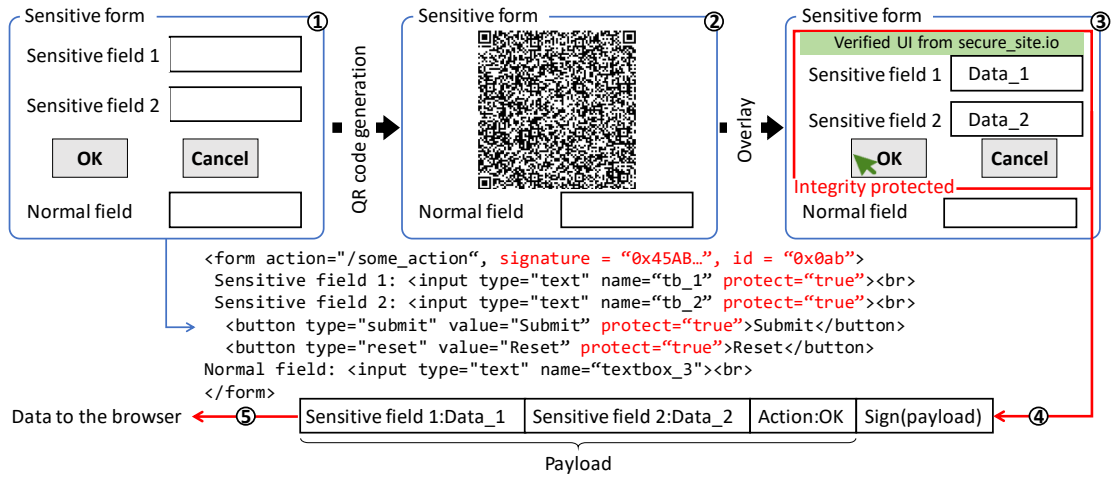 Sensitive form
①
Sensitive field 1
Sensitive field 2
OK
Cancel
Normal field
QR code generation
Sensitive form
②
Normal field
Overlay
Sensitive form
③
Verified UI from secure_site.io
Sensitive field 1
Data_1
Sensitive field 2
Data_2
OK
Cancel
Integrity protected
Normal field
<form action="/some_action“, signature = “0x45AB…”, id = “0x0ab”>
Sensitive field 1: <input type="text" name=“tb_1” protect=“true”><br>
Sensitive field 2: <input type="text" name=“tb_2” protect=“true”><br>
<button type="submit" value="Submit” protect=“true”>Submit</button>
<button type="reset" value="Reset” protect=“true”>Reset</button>
Normal field: <input type="text" name=“textbox_3"><br>
</form>
Data to the browser
⑤
Sensitive field 1:Data_1
Sensitive field 2:Data_2
Action:OK
Sign(payload)
④
Payload